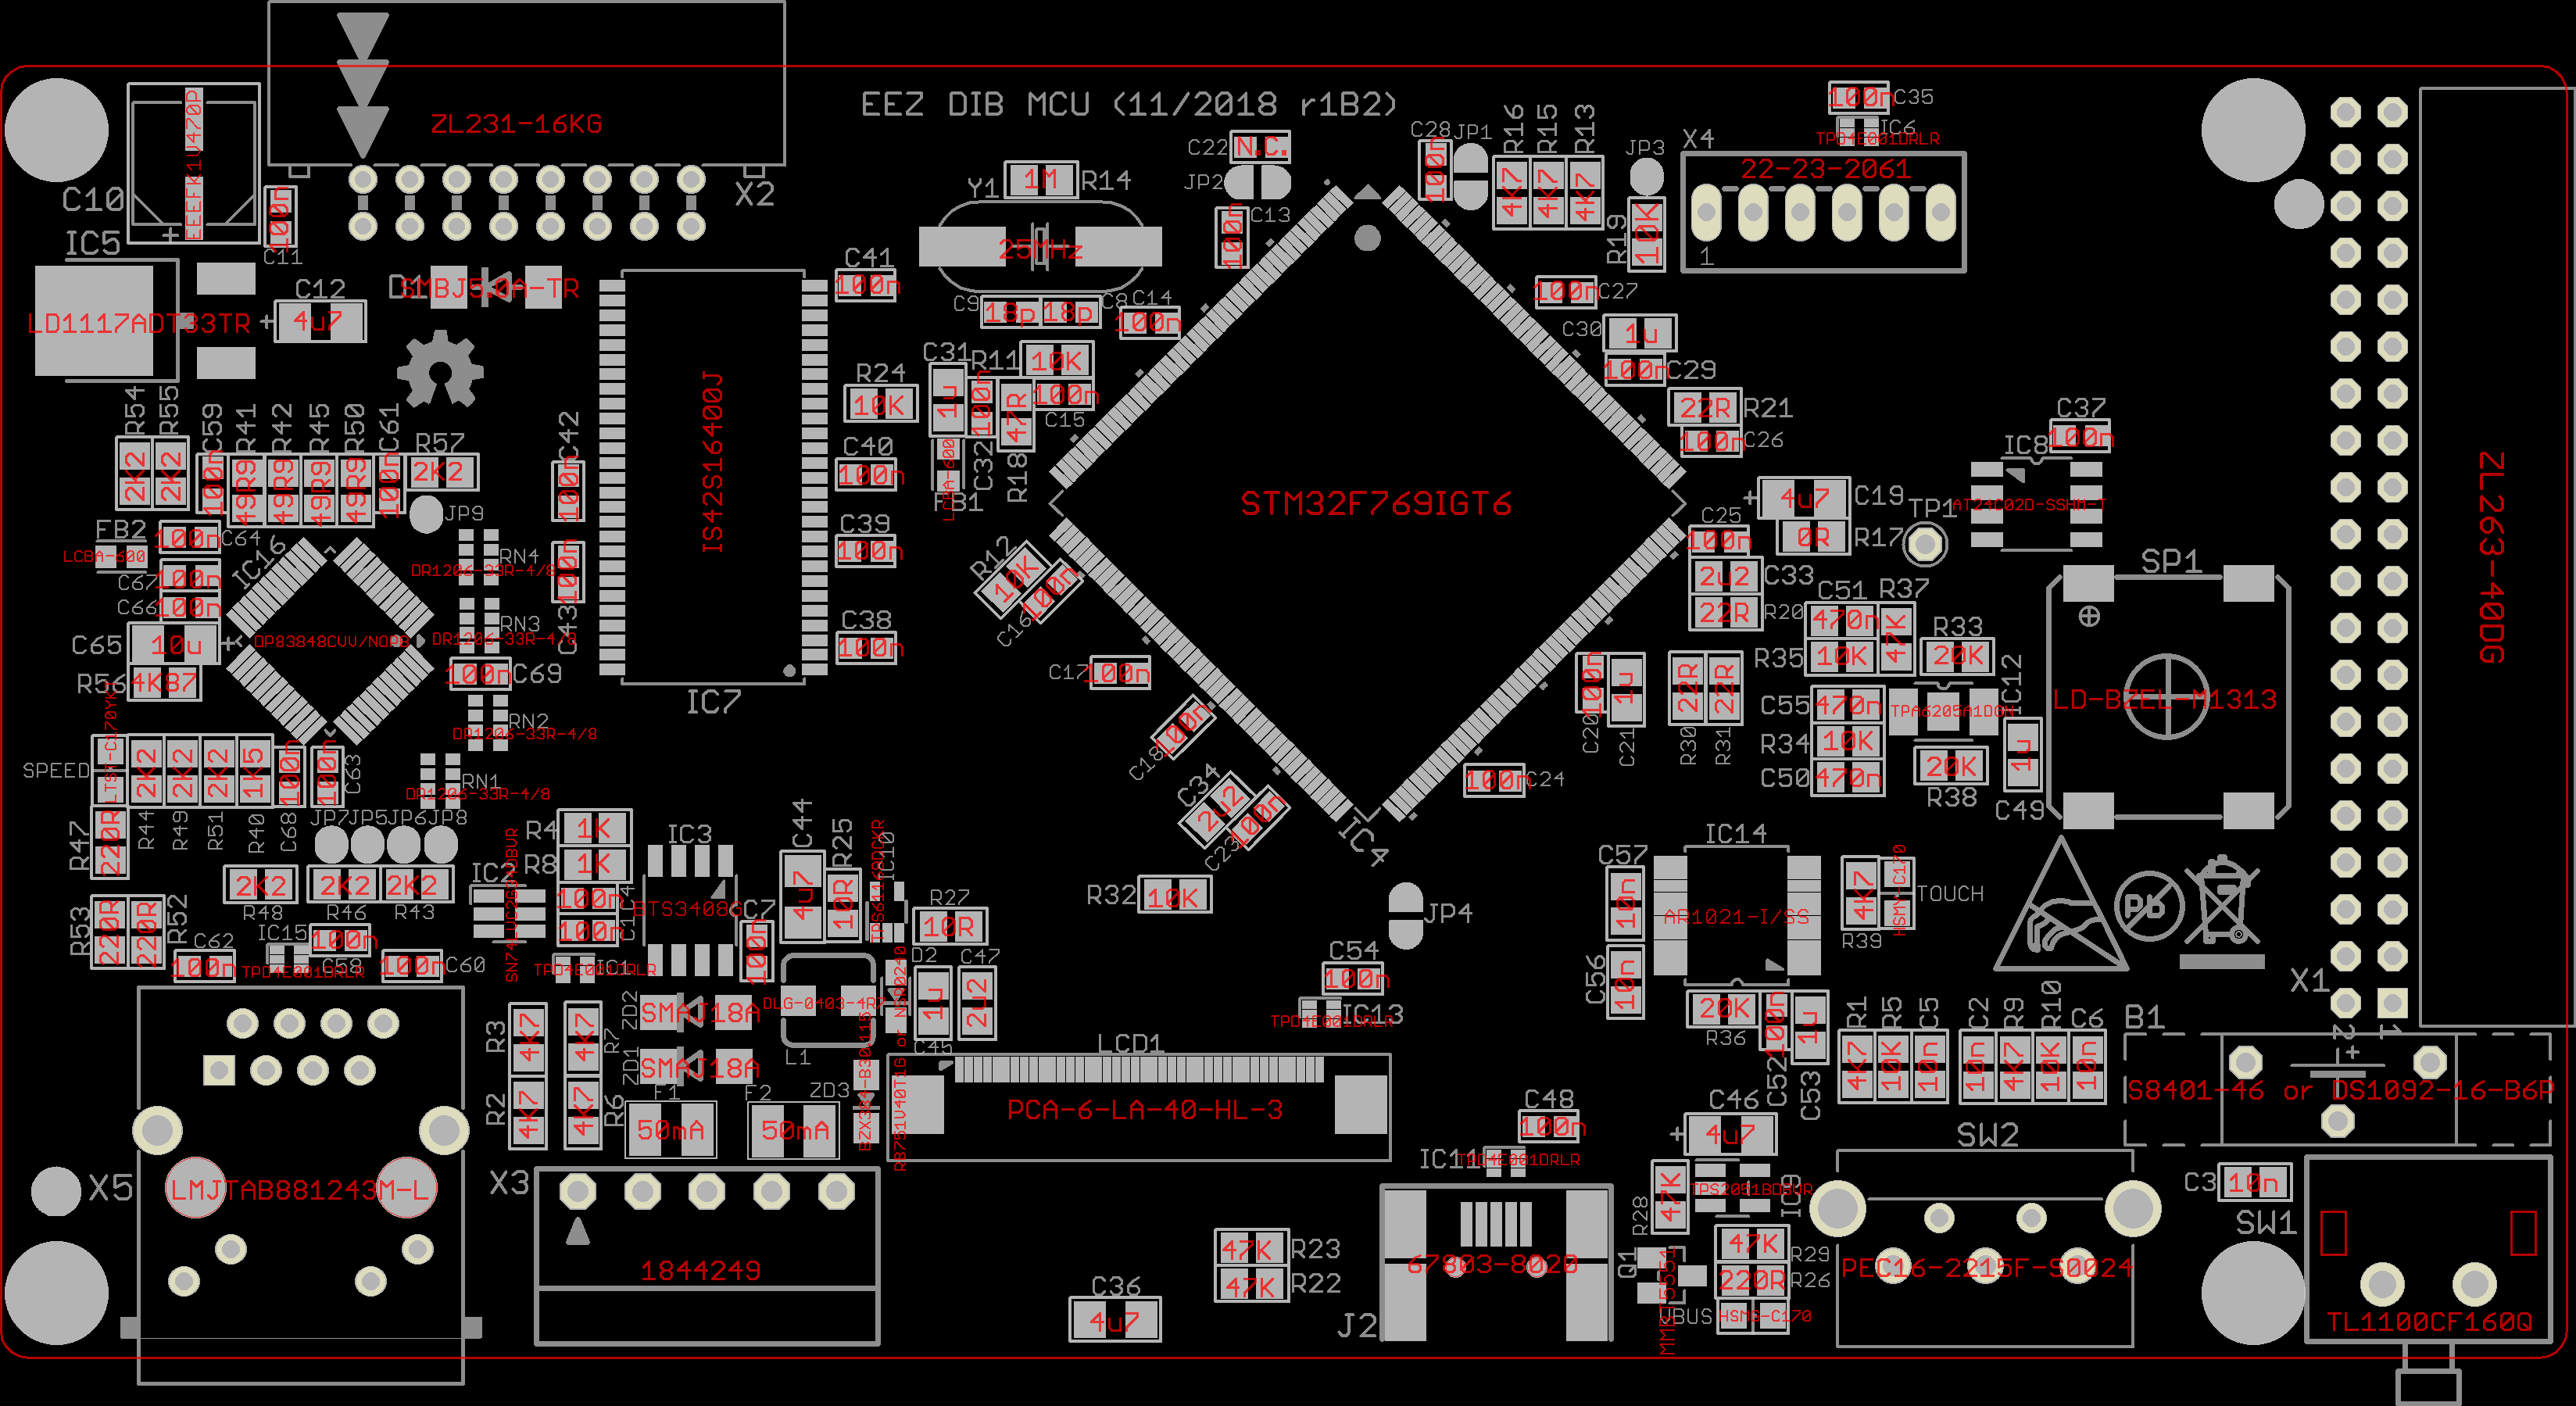 EEZ DIB MCU (11/2018 r1B2)
ZL231-16KG
X2
EEEFK1V470P
C10
+
100n
C11
IC5
LD1117ADT33TR
C12
+
4u7
D1
SMBJ5.0A-TR
IS42S16400J
IC7
C41
100n
C40
100n
C39
100n
C38
100n
C42
100n
C43
100n
Y1
1M
R14
25MHz
C9
18p
18p
C8
C14
100n
C22
N.C.
JP2
C13
100n
C28
100n
JP1
R16
4K7
R15
4K7
R13
4K7
JP3
R19
10K
X4
22-23-2061
1
100n
C35
IC6
TPD4E001DRLR
100n
C27
C30
1u
100n
C29
22R
R21
100n
C26
R24
10K
C31
1u
100n
C32
R11
10K
100n
C15
47R
R18
FB1
LCBA-600
STM32F769IGT6
IC4
R12
10K
100n
C16
C17
100n
100n
C18
C34
2u2
100n
C23
100n
C24
100n
C20
1u
C21
22R
R30
22R
R31
+
4u7
C19
0R
R17
C25
100n
2u2
C33
22R
R20
TP1
IC8
AT24C02D-SSHM-T
C37
100n
SP1
LD-BZEL-M1313
ZL263-40DG
X1
2
1
C51
470n
R37
47K
R35
10K
R33
20K
C55
470n
IC12
TPA6205A1DGN
R34
10K
C50
470n
20K
R38
1u
C49
R54
2K2
R55
2K2
C59
100n
R41
49R9
R42
49R9
R45
49R9
R50
49R9
C61
100n
R57
2K2
JP9
FB2
LCBA-600
100n
C64
IC16
C67
100n
C66
100n
C65
10u
+
DP83848CVV/NOPB
R56
4K87
RN4
DR1206-33R-4/8
RN3
DR1206-33R-4/8
100n
C69
RN2
DR1206-33R-4/8
RN1
DR1206-33R-4/8
SPEED
2K2
R44
2K2
R49
2K2
R51
1K5
R40
100n
C68
100n
C63
R47
220R
JP7
JP5
JP6
JP8
2K2
R48
2K2
R46
2K2
R43
R53
220R
220R
R52
C62
100n
IC15
TPD4E001DRLR
100n
C58
100n
C60
X5
LMJTAB881243M-L
R4
1K
R8
1K
IC2
100n
C4
100n
C1
IC1
TPD4E001DRLR
IC3
BTS3408G
C7
100n
C44
4u7
R25
10R
IC10
R27
10R
D2
1u
C45
C47
2u2
DLG-0403-4R7
L1
ZD2
SMAJ18A
ZD1
SMAJ18A
R3
4K7
R7
4K7
R2
4K7
R6
4K7
F1
50mA
F2
50mA
ZD3
BZX384-B30,115
RB751V40T1G or NSR0240
X3
1844249
LCD1
PCA-6-LA-40-HL-3
R32
10K
JP4
C54
100n
IC13
TPD4E001DRLR
C57
10n
C56
10n
IC14
AR1021-I/SS
4K7
R39
HSMY-C170
TOUCH
20K
R36
100n
C52
1u
C53
R1
4K7
R5
10K
C5
10n
C2
10n
R9
4K7
R10
10K
C6
10n
B1
+
S8401-46 or DS1092-16-B6P
C48
100n
IC11
TPD4E001DRLR
C46
+
4u7
47K
R28
TPS2051BDBVR
IC9
47K
R23
47K
R22
C36
4u7
J2
67803-8020
Q1
47K
R29
220R
R26
HSMG-C170
SW2
PEC16-2215F-S0024
C3
10n
SW1
TL1100CF160Q
Pb